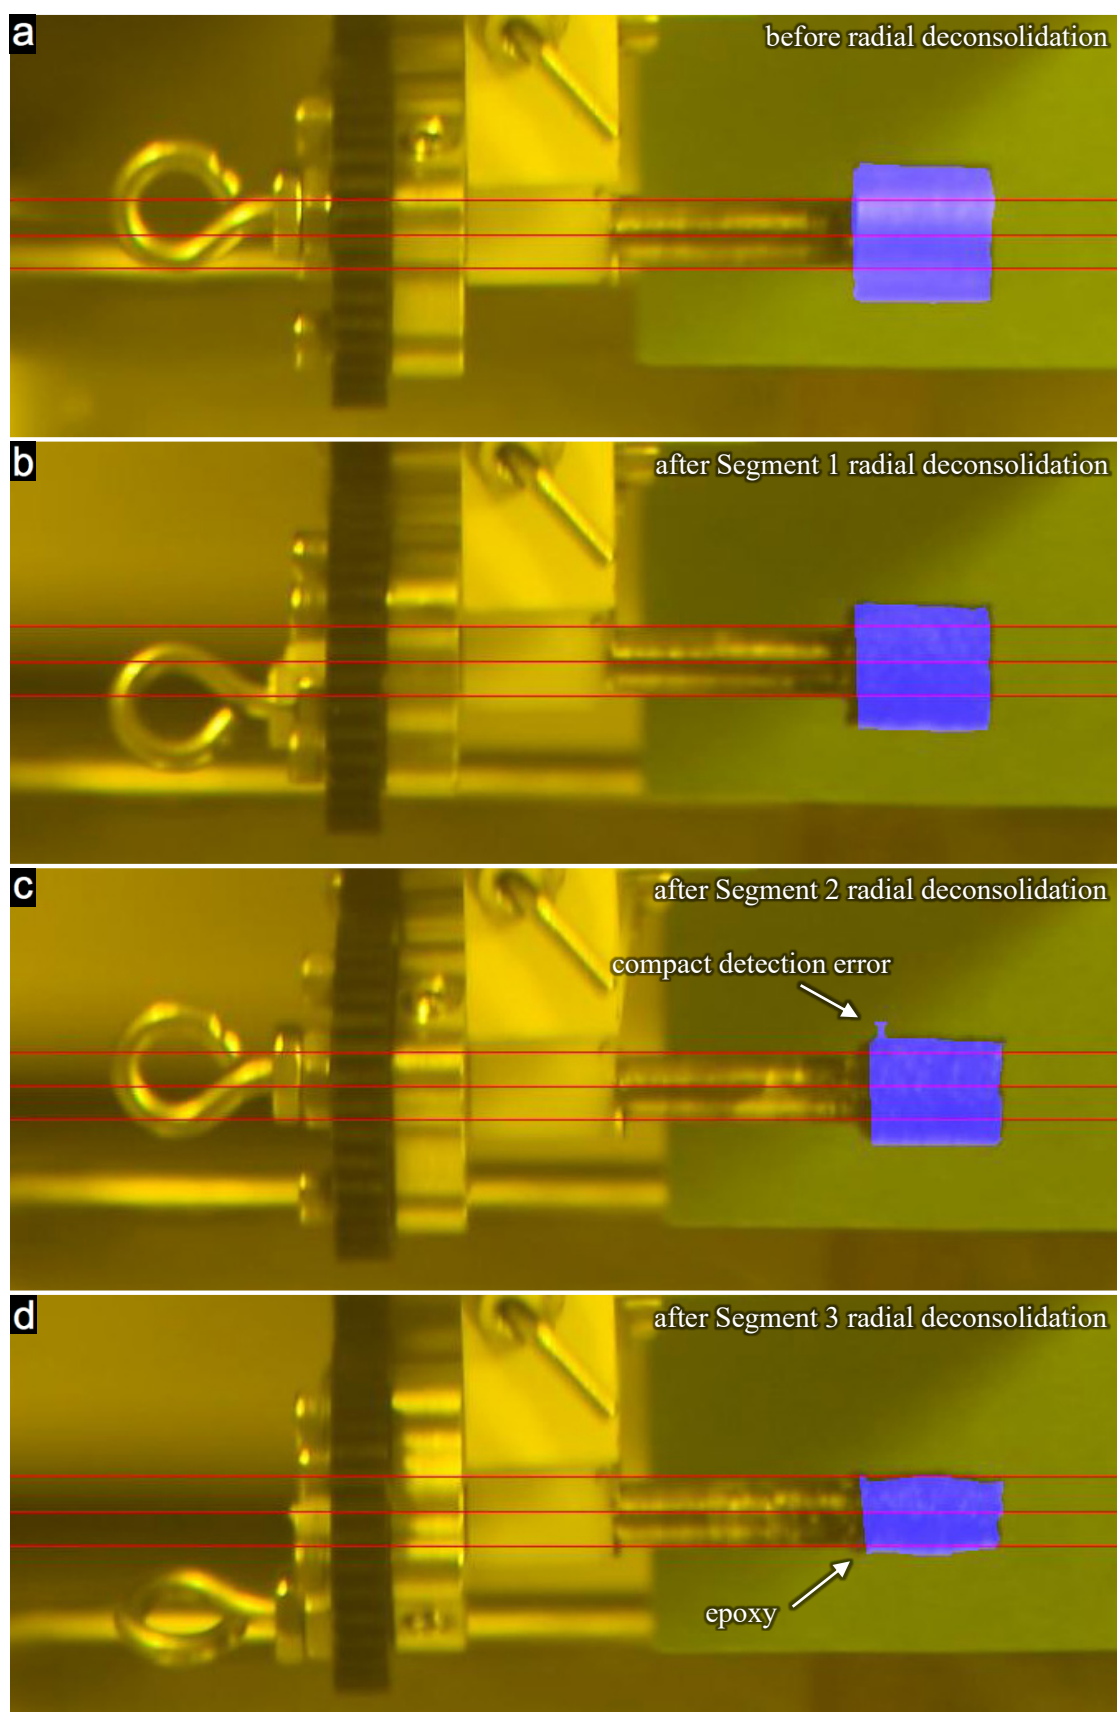 a
before radial deconsolidation
b
after Segment 1 radial deconsolidation
c
after Segment 2 radial deconsolidation
compact detection error
d
after Segment 3 radial deconsolidation
epoxy